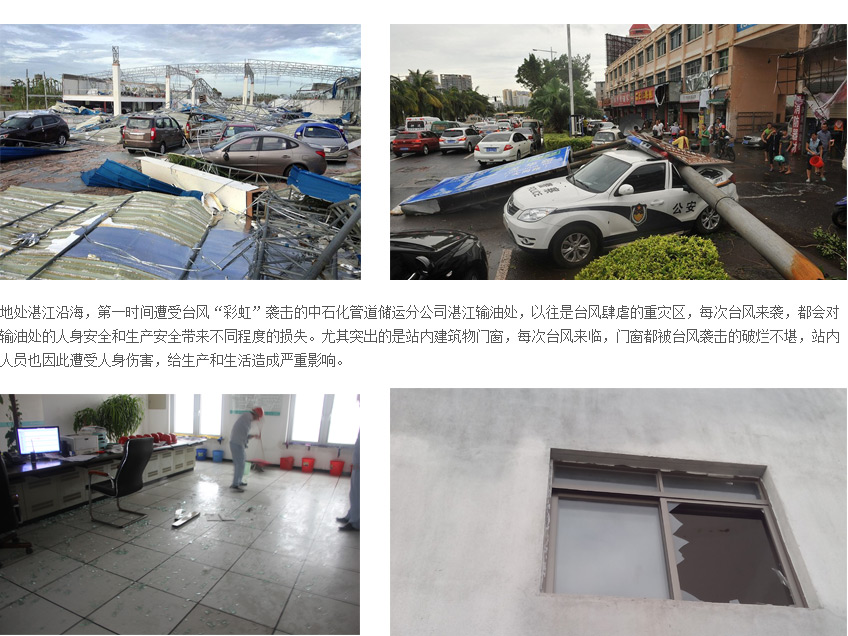 公安
地处湛江沿海，第一时间遭受台风“彩虹”袭击的中石化管道储运分公司湛江输油处，以往是台风肆虐的重灾区，每次台风来袭，都会对
输油处的人身安全和生产安全带来不同程度的损失。尤其突出的是站内建筑物门窗，每次台风来临，门窗都被台风袭击的破烂不堪，站内
人员也因此遭受人身伤害，给生产和生活造成严重影响。